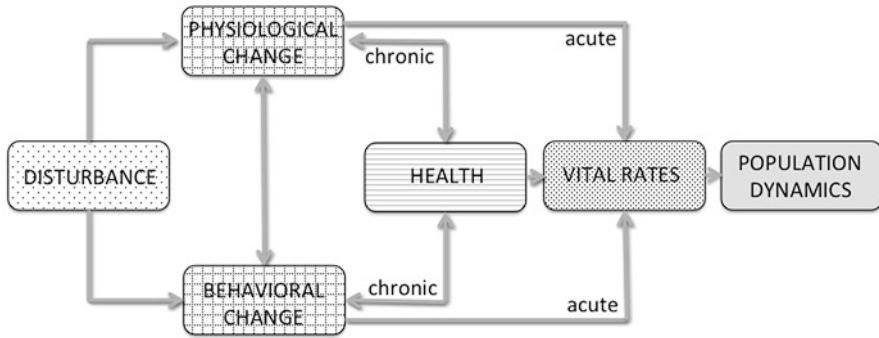 PHYSIOLOGICAL
CHANGE
chronic
acute
DISTURBANCE
HEALTH
VITAL RATES
POPULATION
DYNAMICS
BEHAVIORAL
CHANGE
chronic
acute